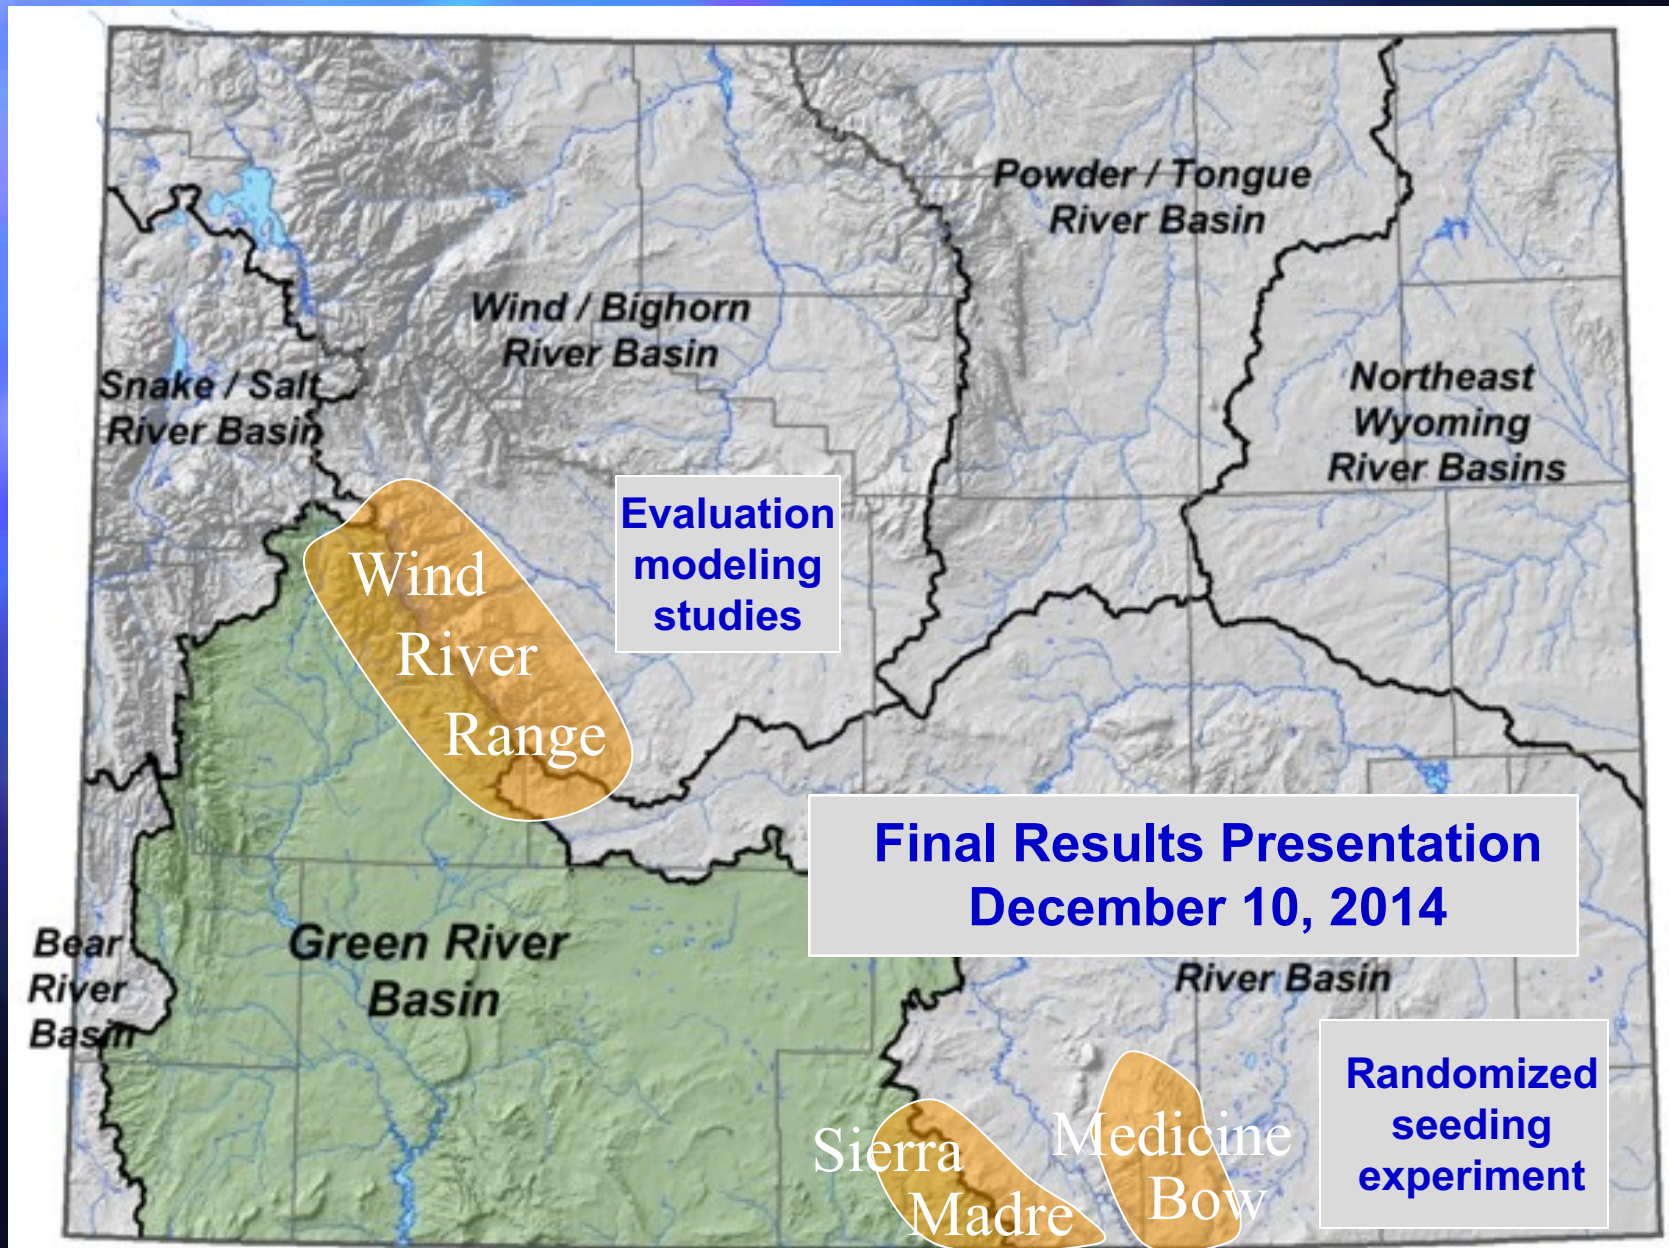 Powder / Tongue
River Basin
Wind / Bighorn
River Basin
Snake / Salt
River Basin
Northeast
Wyoming
River Basins
Evaluation
modeling
studies
Wind
River
Range
Final Results Presentation
December 10, 2014
Bear
River
Basin
Green River
Basin
River Basin
Randomized
seeding
experiment
Sierra
Madre
Medicine
Bow